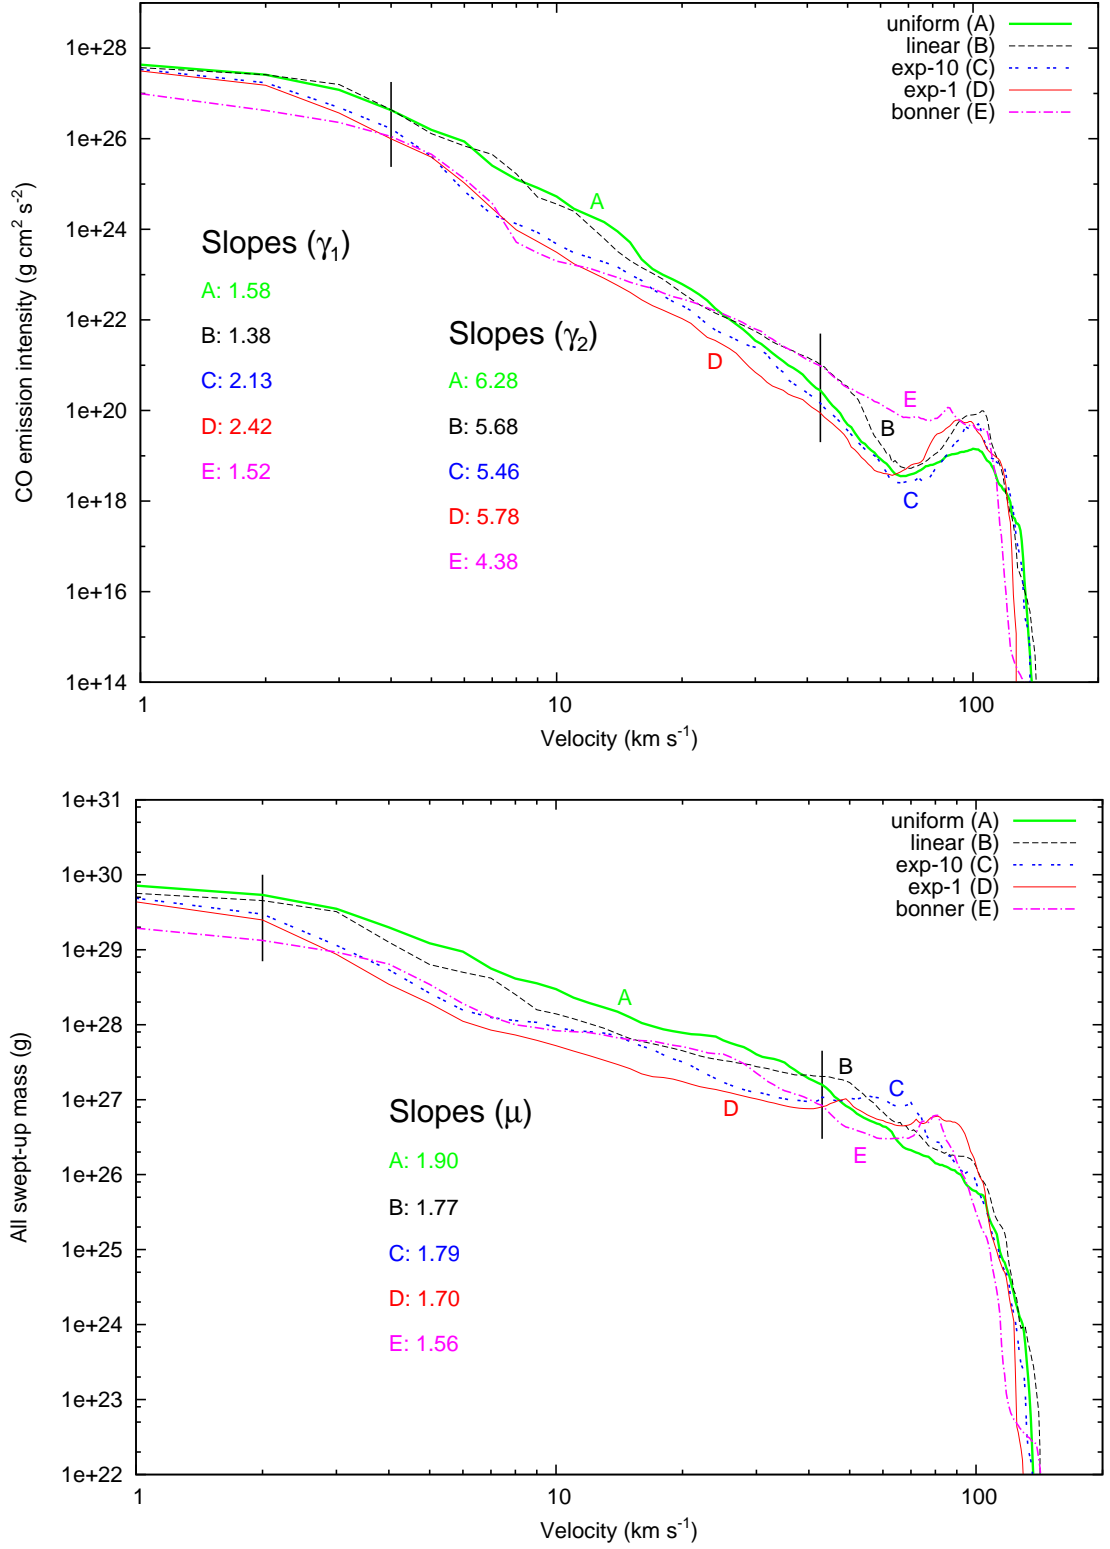 uniform (A)
linear (B)
exp-10 (C)
exp-1 (D)
bonner (E)
1e+28
1e+26
1e+24
1e+22
1e+20
1e+18
1e+16
1e+14
CO emission intensity (g cm² s⁻²)
A
Slopes (γ₁)
A: 1.58
B: 1.38
C: 2.13
D: 2.42
E: 1.52
Slopes (γ₂)
A: 6.28
B: 5.68
C: 5.46
D: 5.78
E: 4.38
D
E
B
C
1
10
100
Velocity (km s⁻¹)
uniform (A)
linear (B)
exp-10 (C)
exp-1 (D)
bonner (E)
1e+31
1e+30
1e+29
1e+28
1e+27
1e+26
1e+25
1e+24
1e+23
1e+22
All swept-up mass (g)
A
B
C
D
E
Slopes (μ)
A: 1.90
B: 1.77
C: 1.79
D: 1.70
E: 1.56
1
10
100
Velocity (km s⁻¹)